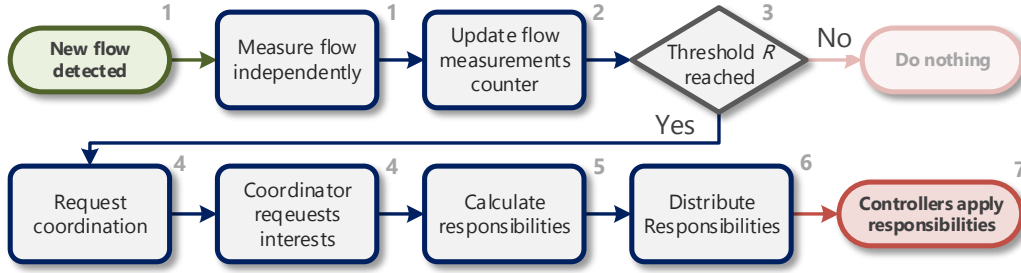 1
New flow
detected
1
Measure flow
independently
2
Update flow
measurements
counter
3
Threshold R
reached
No
Do nothing
Yes
4
Request
coordination
4
Coordinator
reqeuests
interests
5
Calculate
responsibilities
6
Distribute
Responsibilities
7
Controllers apply
responsibilities